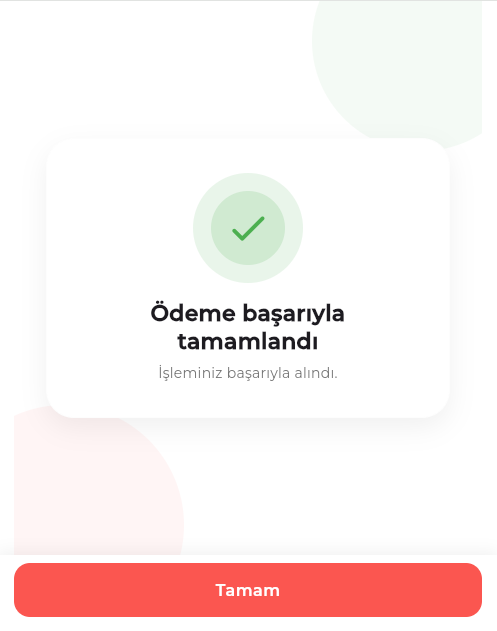 Ödeme başarıyla
tamamlandı
İşleminiz başarıyla alındı.
Tamam